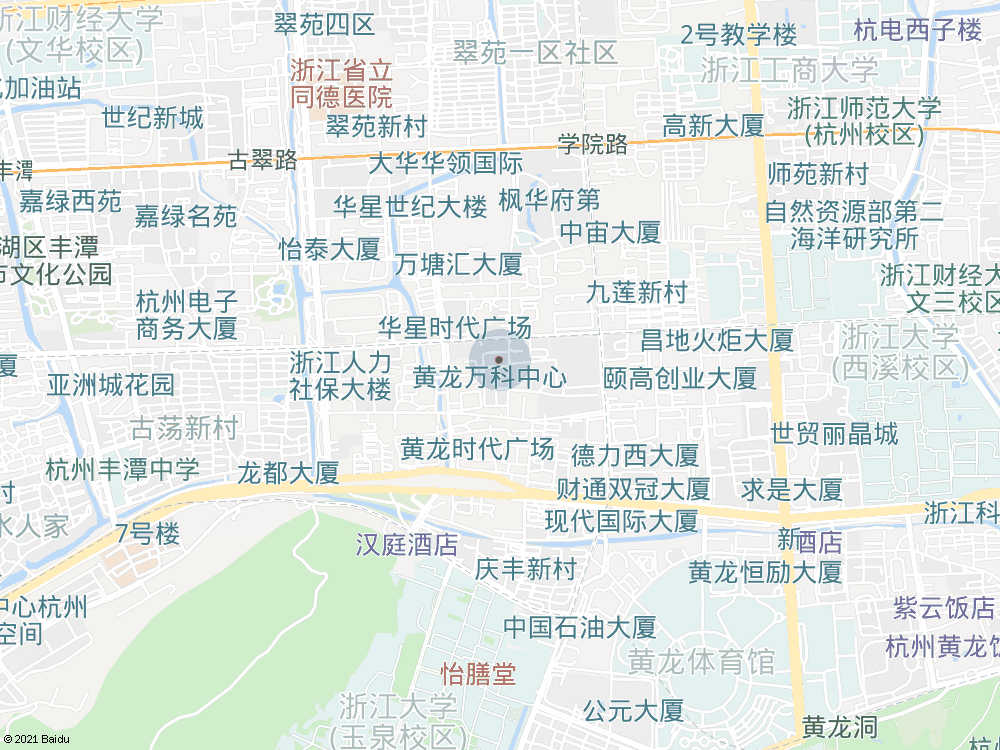 浙江财经大学
(文华校区)
翠苑四区
翠苑一区社区
2号教学楼
杭电西子楼
浙江工商大学
浙江省立
同德医院
加油站
世纪新城
翠苑新村
高新大厦
浙江师范大学
(杭州校区)
学院路
古翠路
大华华领国际
丰潭
师苑新村
嘉绿西苑
嘉绿名苑
华星世纪大楼
枫华府第
自然资源部第二
海洋研究所
中宙大厦
怡泰大厦
湖区丰潭
市文化公园
万塘汇大厦
九莲新村
浙江财经大
文三校区
杭州电子
商务大厦
华星时代广场
昌地火炬大厦
浙江大学
(西溪校区)
厦
浙江人力
社保大楼
亚洲城花园
黄龙万科中心
颐高创业大厦
古荡新村
世贸丽晶城
黄龙时代广场
德力西大厦
杭州丰潭中学
龙都大厦
财通双冠大厦
求是大厦
村
水人家
7号楼
现代国际大厦
浙江科
新
酒店
汉庭酒店
庆丰新村
黄龙恒励大厦
中心杭州
空间
紫云饭店
中国石油大厦
杭州黄龙饭
黄龙体育馆
怡膳堂
浙江大学
(玉泉校区)
公元大厦
黄龙洞
杭
© 2021 Baidu